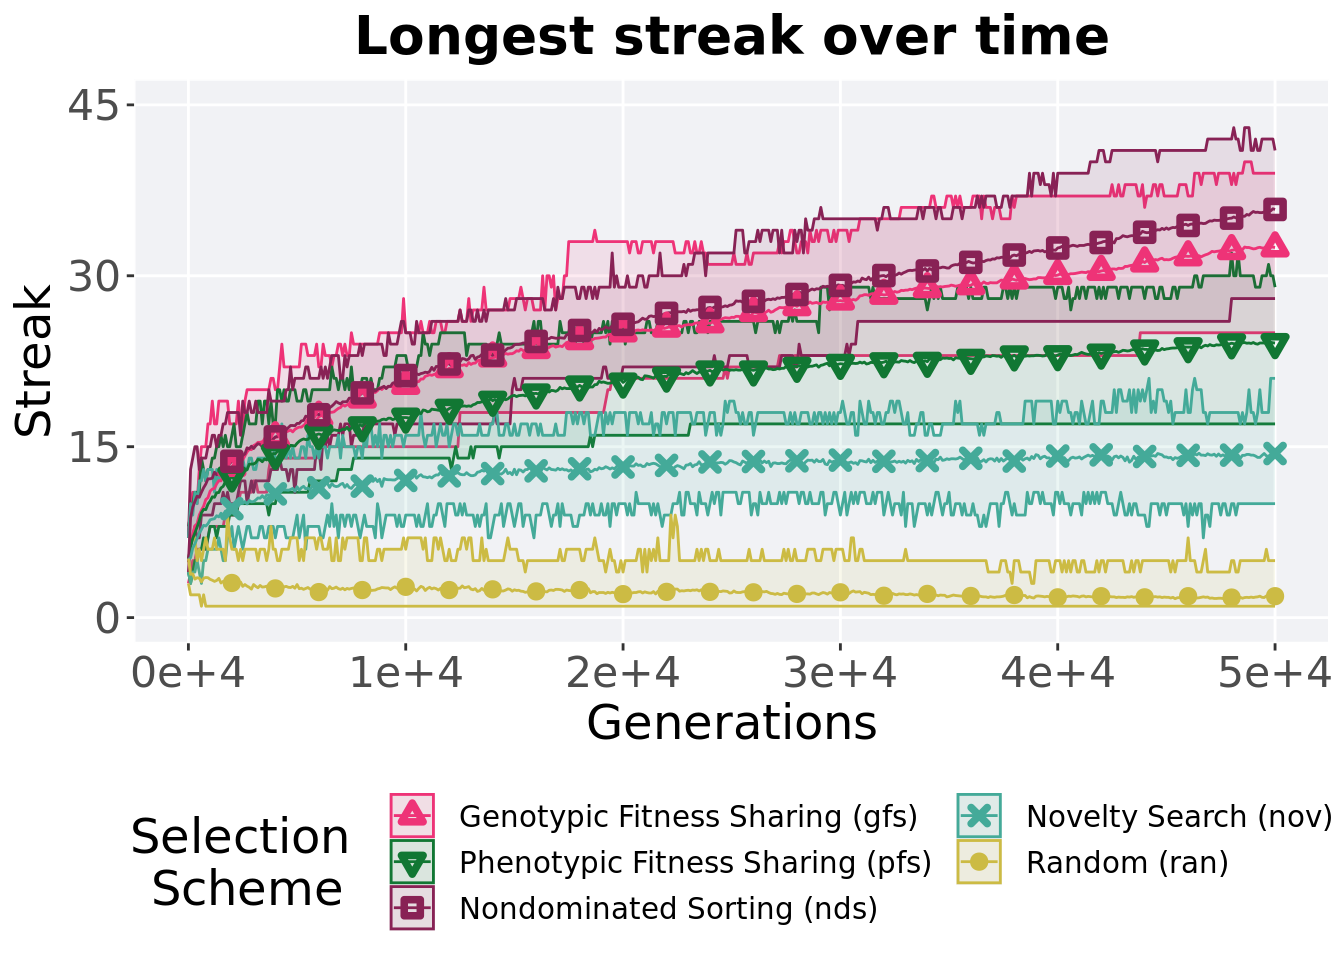 Longest streak over time
45
30
15
0
Streak
0e+4 1e+4 2e+4 3e+4 4e+4 5e+4
Generations
Selection
Scheme
Genotypic Fitness Sharing (gfs)
Phenotypic Fitness Sharing (pfs)
Nondominated Sorting (nds)
Novelty Search (nov)
Random (ran)